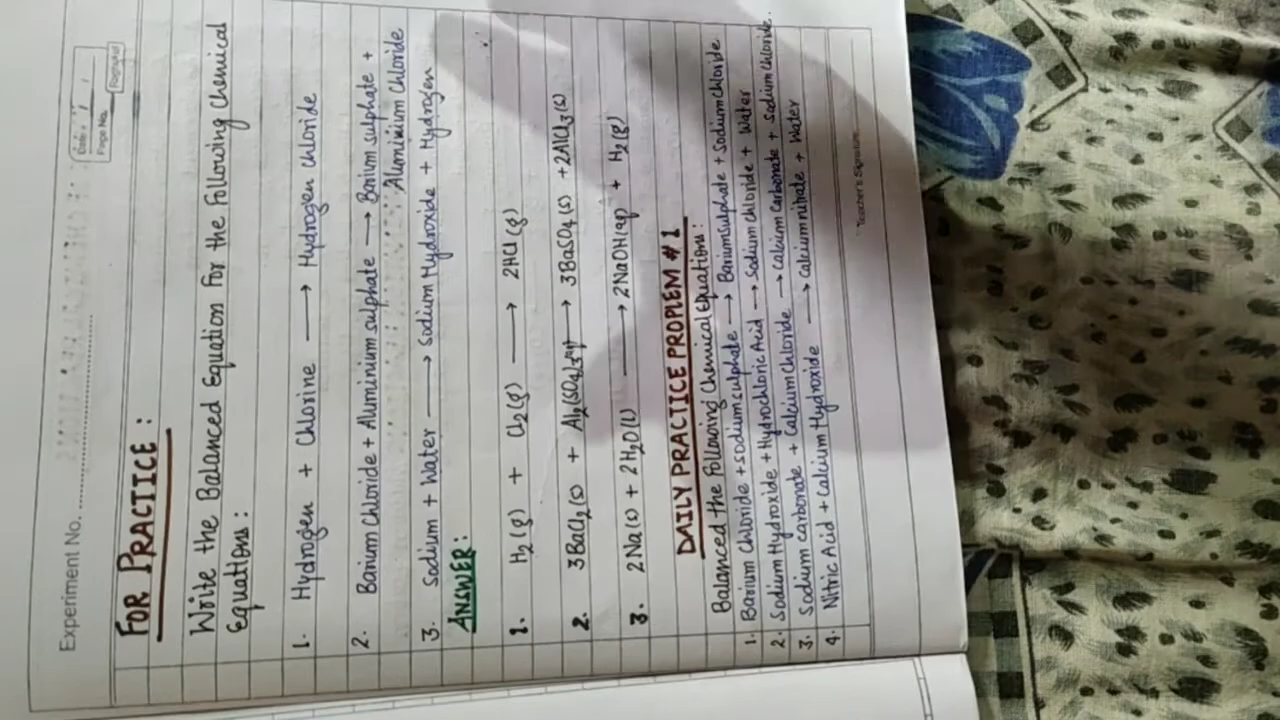 Experiment No.
Date: / /
Page No.
FOR PRACTICE :
Write the Balanced Equation For the Following Chemical
Equations :
1. Hydrogen + Chlorine ⟶ Hydrogen chloride
2. Barium Chloride + Aluminium sulphate ⟶ Barium sulphate +
Aluminium Chloride
3. Sodium + Water ⟶ Sodium Hydroxide + Hydrogen
ANSWER :
1. H₂(g) + Cl₂(g) ⟶ 2HCl(g)
2. 3BaCl₂(s) + Al₂(SO₄)₃ ⟶ 3BaSO₄(s) + 2AlCl₃(s)
3. 2Na(s) + 2H₂O(l) ⟶ 2NaOH(aq) + H₂(g)
DAILY PRACTICE PROPLEM # 1
Balanced the Following Chemical Equations :
1. Barium Chloride + sodium sulphate ⟶ Barium sulphate + Sodium chloride
2. Sodium Hydroxide + Hydrochloric Acid ⟶ sodium chloride + Water
3. Sodium carbonate + Calcium Chloride ⟶ calcium Carbonate + Sodium chloride.
4. Nitric Acid + Calcium Hydroxide ⟶ Calcium nitrate + Water
Teacher's Signature